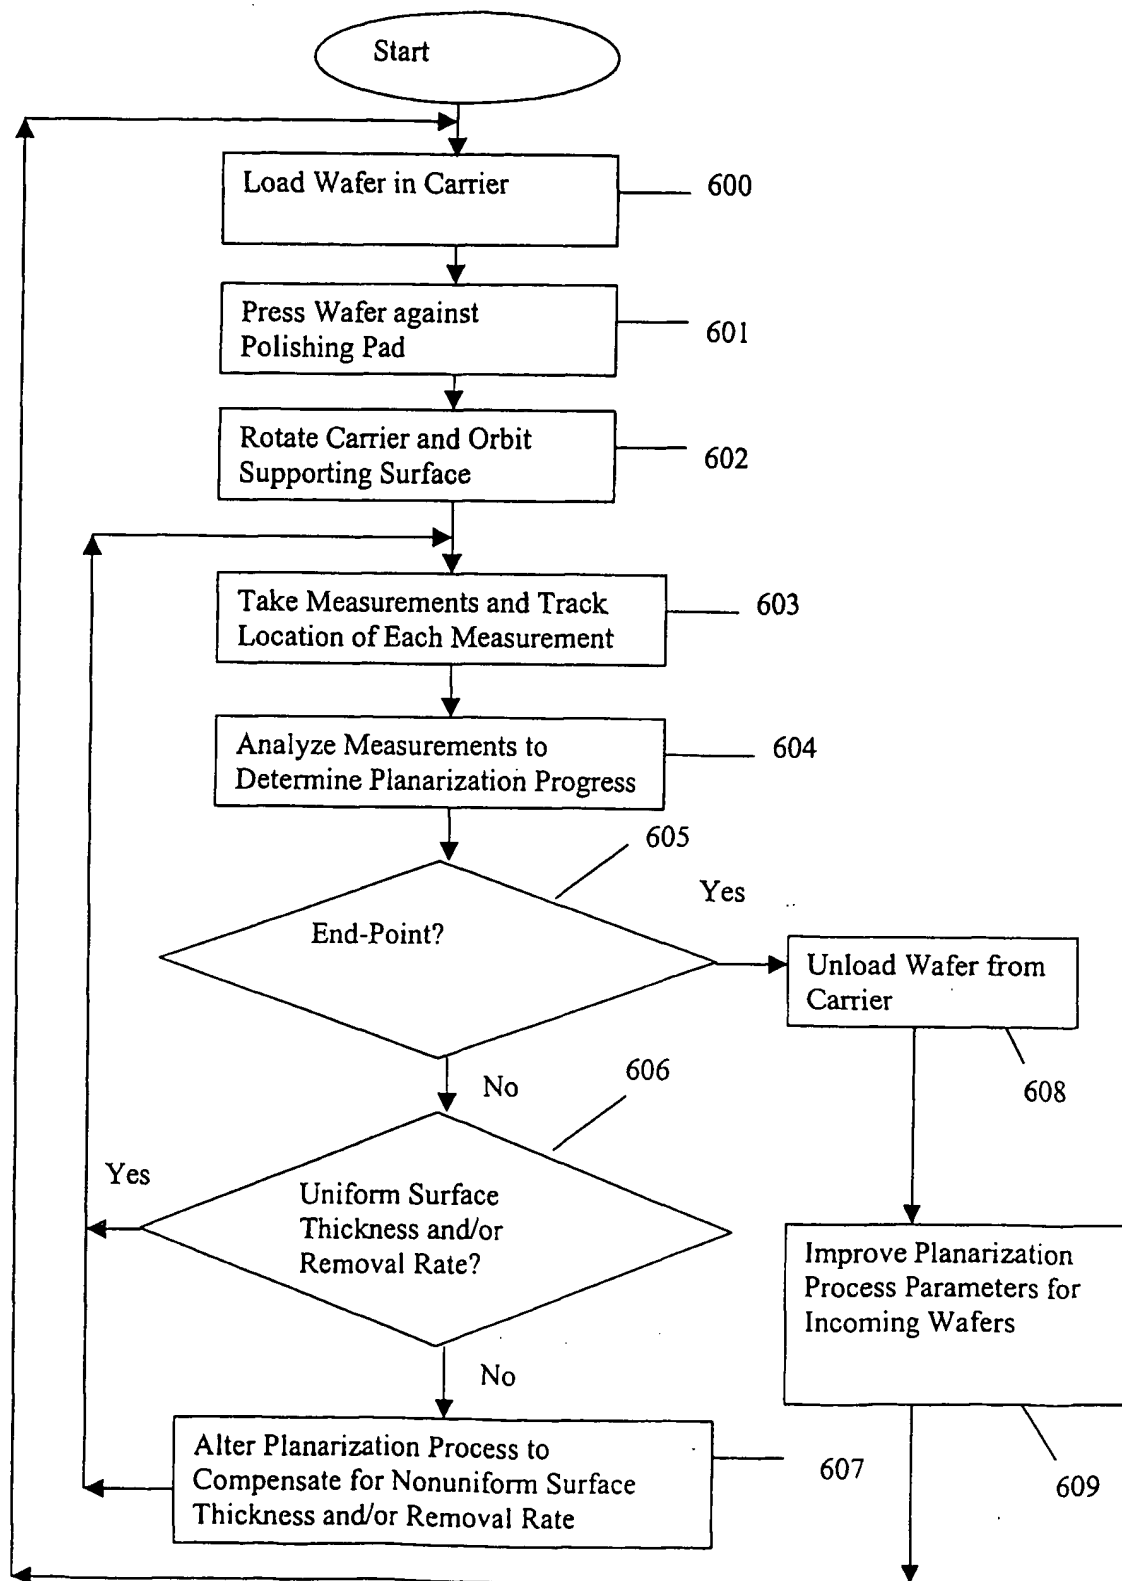 Start
Load Wafer in Carrier
600
Press Wafer against
Polishing Pad
601
Rotate Carrier and Orbit
Supporting Surface
602
Take Measurements and Track
Location of Each Measurement
603
Analyze Measurements to
Determine Planarization Progress
604
605
End-Point?
Yes
Unload Wafer from
Carrier
608
No
606
Yes
Uniform Surface
Thickness and/or
Removal Rate?
Improve Planarization
Process Parameters for
Incoming Wafers
609
No
Alter Planarization Process to
Compensate for Nonuniform Surface
Thickness and/or Removal Rate
607